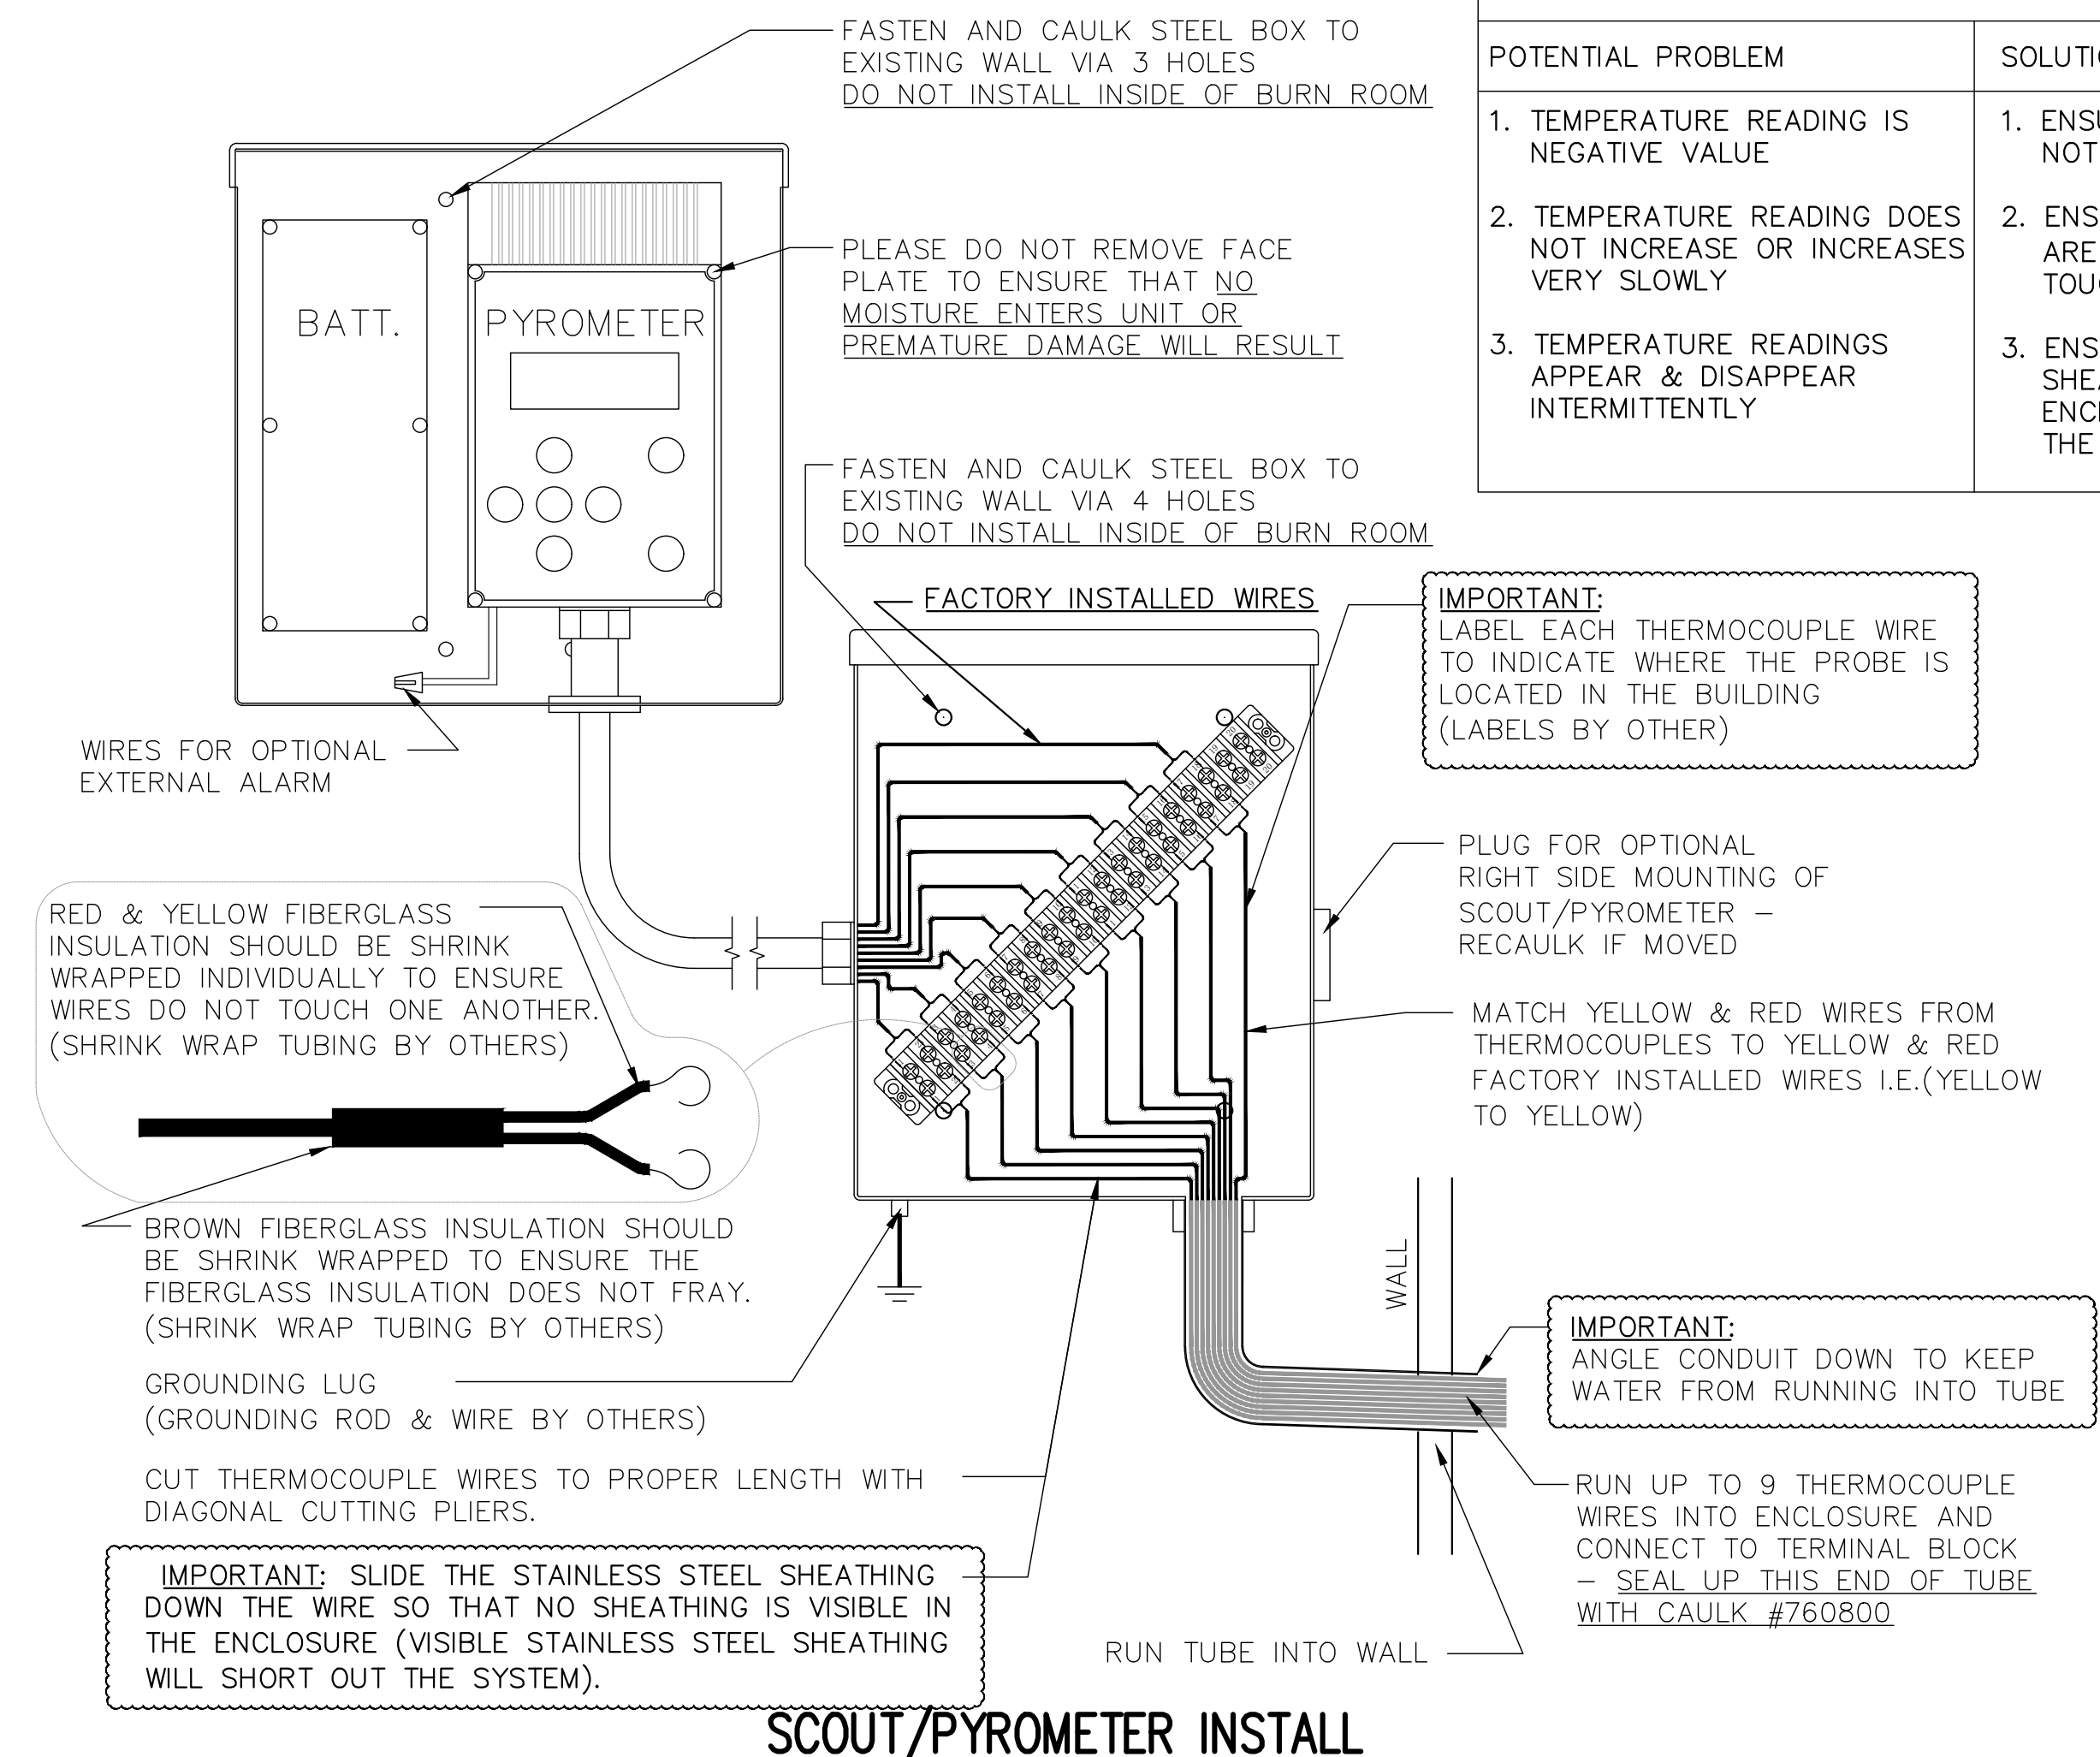 FASTEN AND CAULK STEEL BOX TO
EXISTING WALL VIA 3 HOLES
DO NOT INSTALL INSIDE OF BURN ROOM
PLEASE DO NOT REMOVE FACE
PLATE TO ENSURE THAT NO
MOISTURE ENTERS UNIT OR
PREMATURE DAMAGE WILL RESULT
BATT.
PYROMETER
FASTEN AND CAULK STEEL BOX TO
EXISTING WALL VIA 4 HOLES
DO NOT INSTALL INSIDE OF BURN ROOM
POTENTIAL PROBLEM
1. TEMPERATURE READING IS
NEGATIVE VALUE
2. TEMPERATURE READING DOES
NOT INCREASE OR INCREASES
VERY SLOWLY
3. TEMPERATURE READINGS
APPEAR & DISAPPEAR
INTERMITTENTLY
1.
NOT
2.
ARE
3.
THE
FACTORY INSTALLED WIRES
IMPORTANT:
LABEL EACH THERMOCOUPLE WIRE
TO INDICATE WHERE THE PROBE IS
LOCATED IN THE BUILDING
(LABELS BY OTHER)
WIRES FOR OPTIONAL
EXTERNAL ALARM
PLUG FOR OPTIONAL
RIGHT SIDE MOUNTING OF
SCOUT/PYROMETER –
RECAULK IF MOVED
RED & YELLOW FIBERGLASS
INSULATION SHOULD BE SHRINK
WRAPPED INDIVIDUALLY TO ENSURE
WIRES DO NOT TOUCH ONE ANOTHER.
(SHRINK WRAP TUBING BY OTHERS)
MATCH YELLOW & RED WIRES FROM
THERMOCOUPLES TO YELLOW & RED
FACTORY INSTALLED WIRES I.E.(YELLOW
TO YELLOW)
BROWN FIBERGLASS INSULATION SHOULD
BE SHRINK WRAPPED TO ENSURE THE
FIBERGLASS INSULATION DOES NOT FRAY.
(SHRINK WRAP TUBING BY OTHERS)
WALL
GROUNDING LUG
(GROUNDING ROD & WIRE BY OTHERS)
IMPORTANT:
ANGLE CONDUIT DOWN TO KEEP
WATER FROM RUNNING INTO TUBE
CUT THERMOCOUPLE WIRES TO PROPER LENGTH WITH
DIAGONAL CUTTING PLIERS.
RUN UP TO 9 THERMOCOUPLE
WIRES INTO ENCLOSURE AND
CONNECT TO TERMINAL BLOCK
– SEAL UP THIS END OF TUBE
WITH CAULK #760800
IMPORTANT: SLIDE THE STAINLESS STEEL SHEATHING
DOWN THE WIRE SO THAT NO SHEATHING IS VISIBLE IN
THE ENCLOSURE (VISIBLE STAINLESS STEEL SHEATHING
WILL SHORT OUT THE SYSTEM).
RUN TUBE INTO WALL
SCOUT/PYROMETER INSTALL